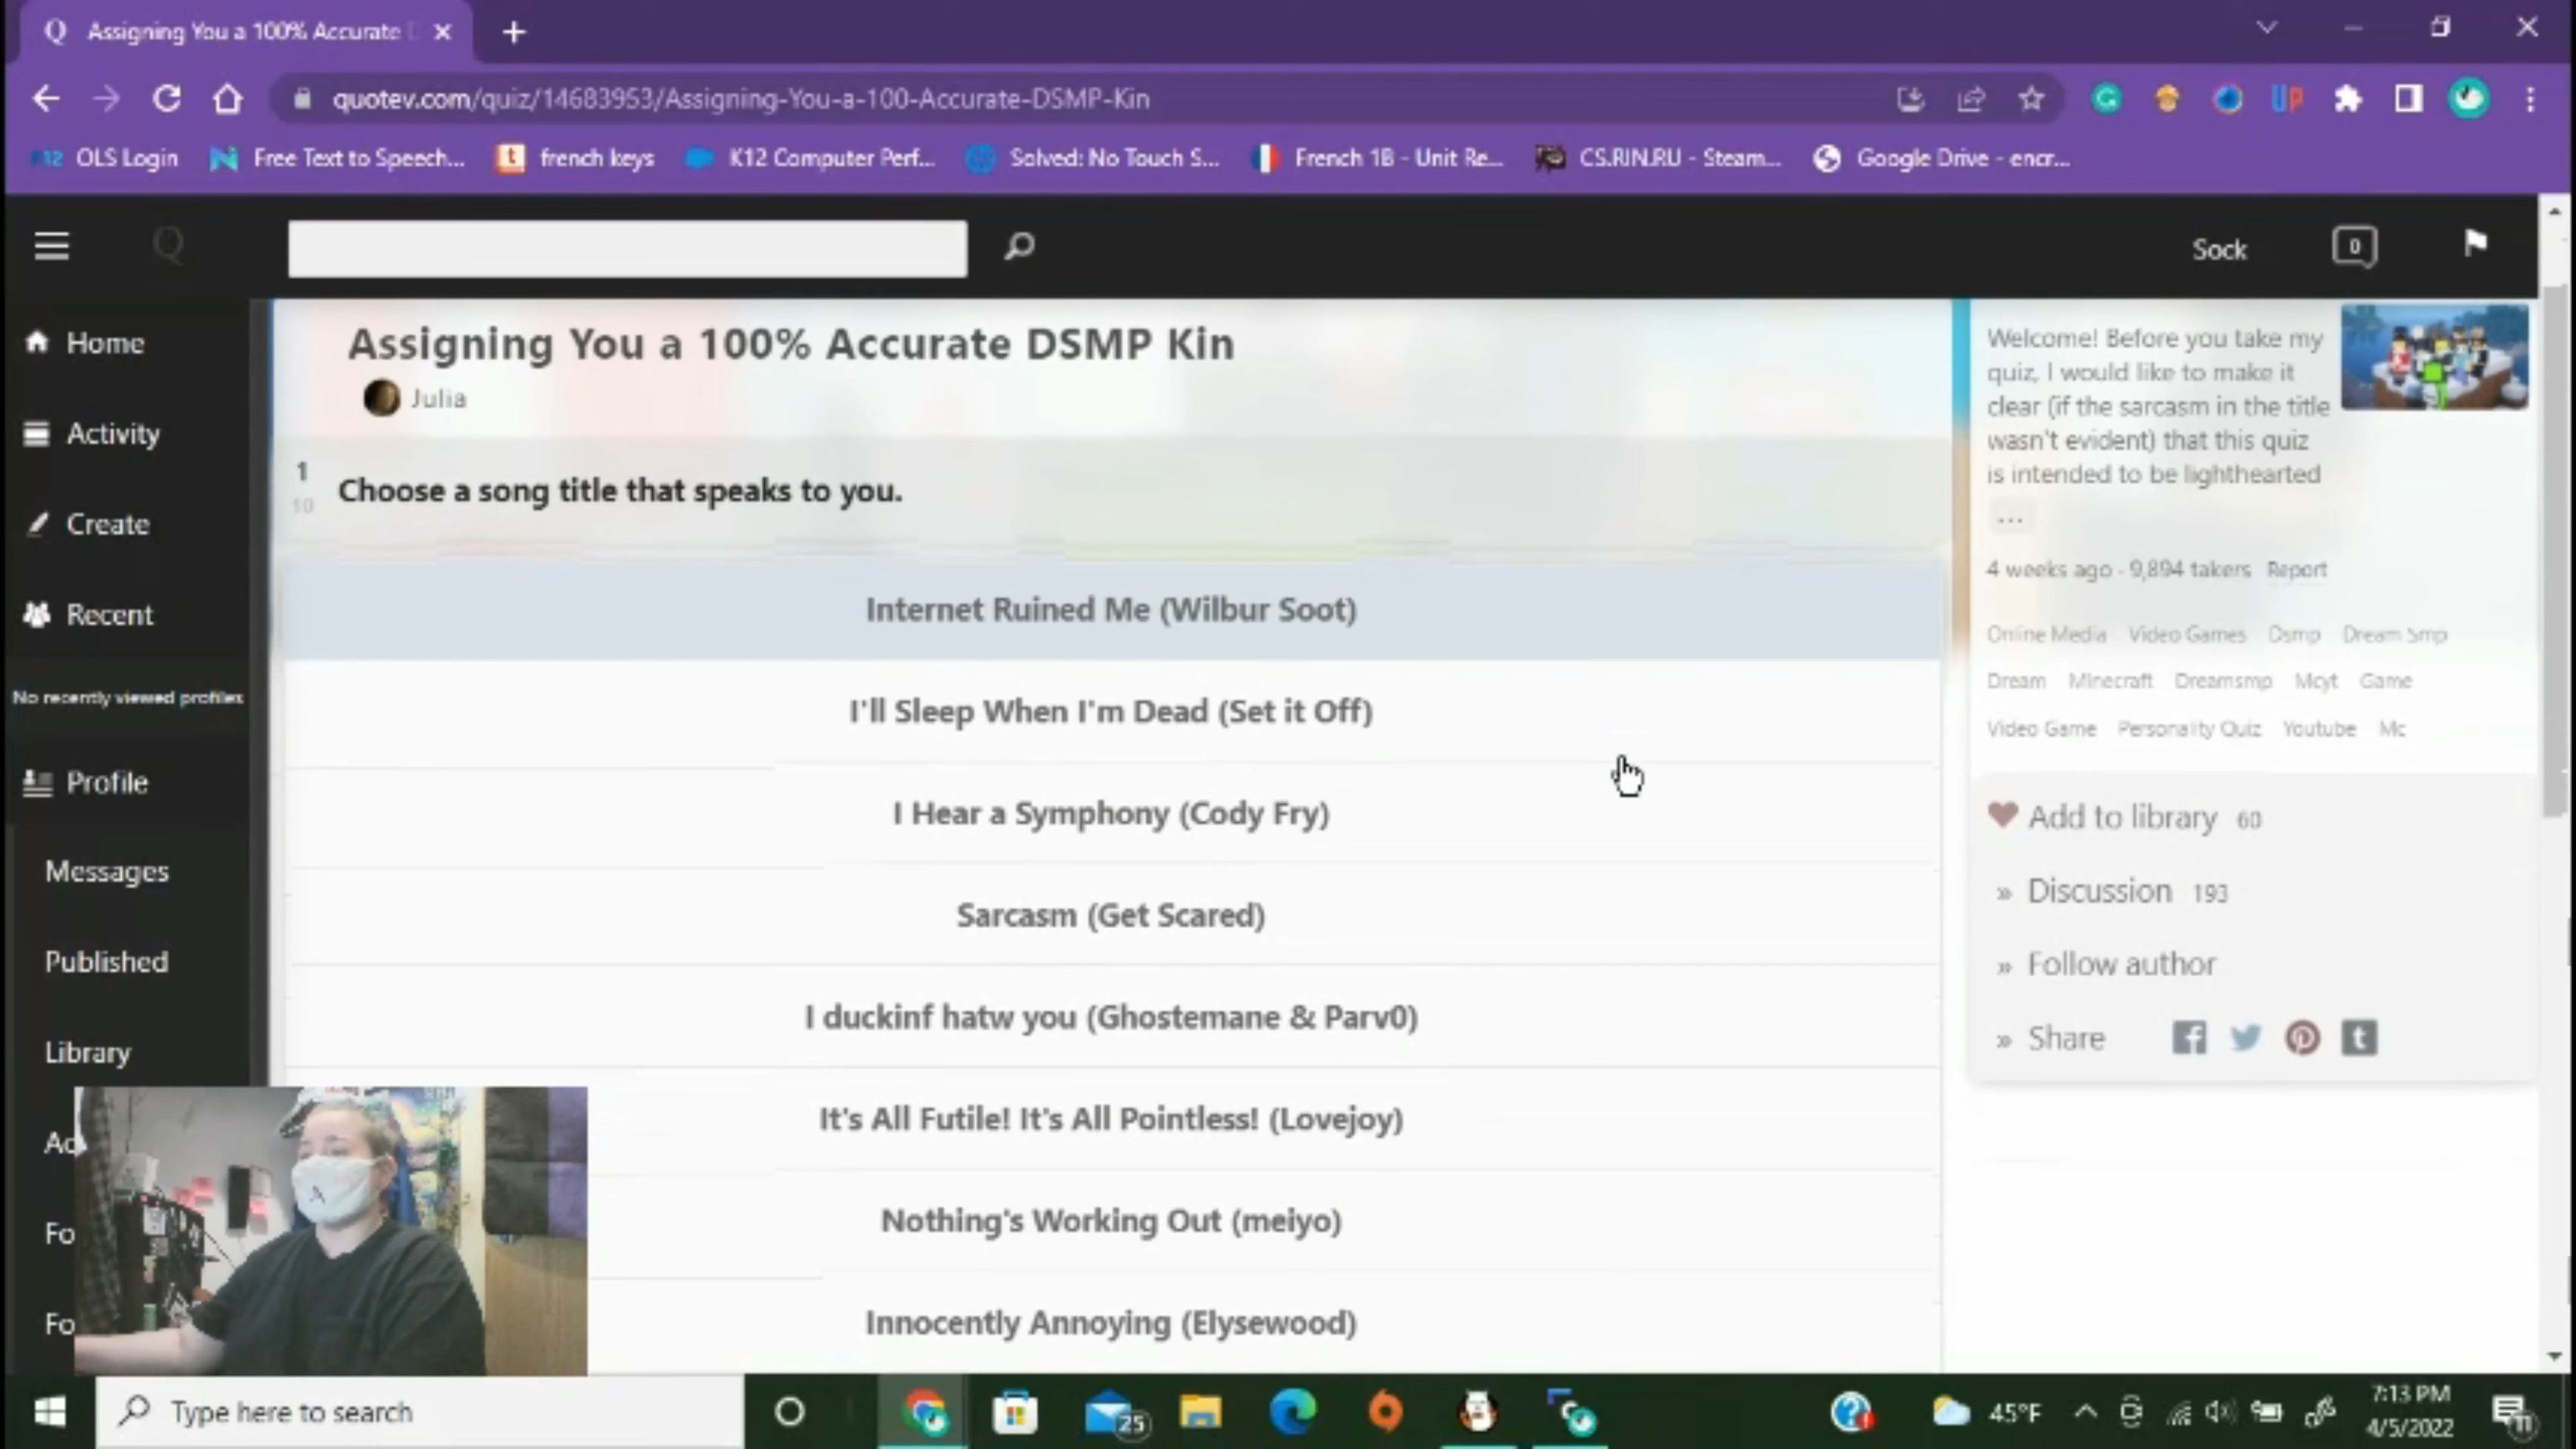 Assigning You a 100% Accurate
quotev.com/quiz/14683953/Assigning-You-a-100-Accurate-DSMP-Kin
UP
OLS Login
Free Text to Speech...
french keys
K12 Computer Perf...
Solved: No Touch S...
French 1B - Unit Re...
CS.RIN.RU - Steam...
Google Drive - encr...
Q
Sock
0
Home
Activity
Create
Recent
No recently viewed profiles
Profile
Messages
Published
Library
Ac
Fo
Fo
Assigning You a 100% Accurate DSMP Kin
Julia
1
10
Choose a song title that speaks to you.
Internet Ruined Me (Wilbur Soot)
I'll Sleep When I'm Dead (Set it Off)
I Hear a Symphony (Cody Fry)
Sarcasm (Get Scared)
I duckinf hatw you (Ghostemane & Parv0)
It's All Futile! It's All Pointless! (Lovejoy)
Nothing's Working Out (meiyo)
Innocently Annoying (Elysewood)
Welcome! Before you take my
quiz, I would like to make it
clear (if the sarcasm in the title
wasn't evident) that this quiz
is intended to be lighthearted
...
4 weeks ago - 9,894 takers Report
Online Media Video Games Dsmp Dream Smp
Dream Minecraft Dreamsmp Mcyt Game
Video Game Personality Quiz Youtube Mc
Add to library 60
» Discussion 193
» Follow author
» Share
Type here to search
25
45°F
7:13 PM
4/5/2022
11